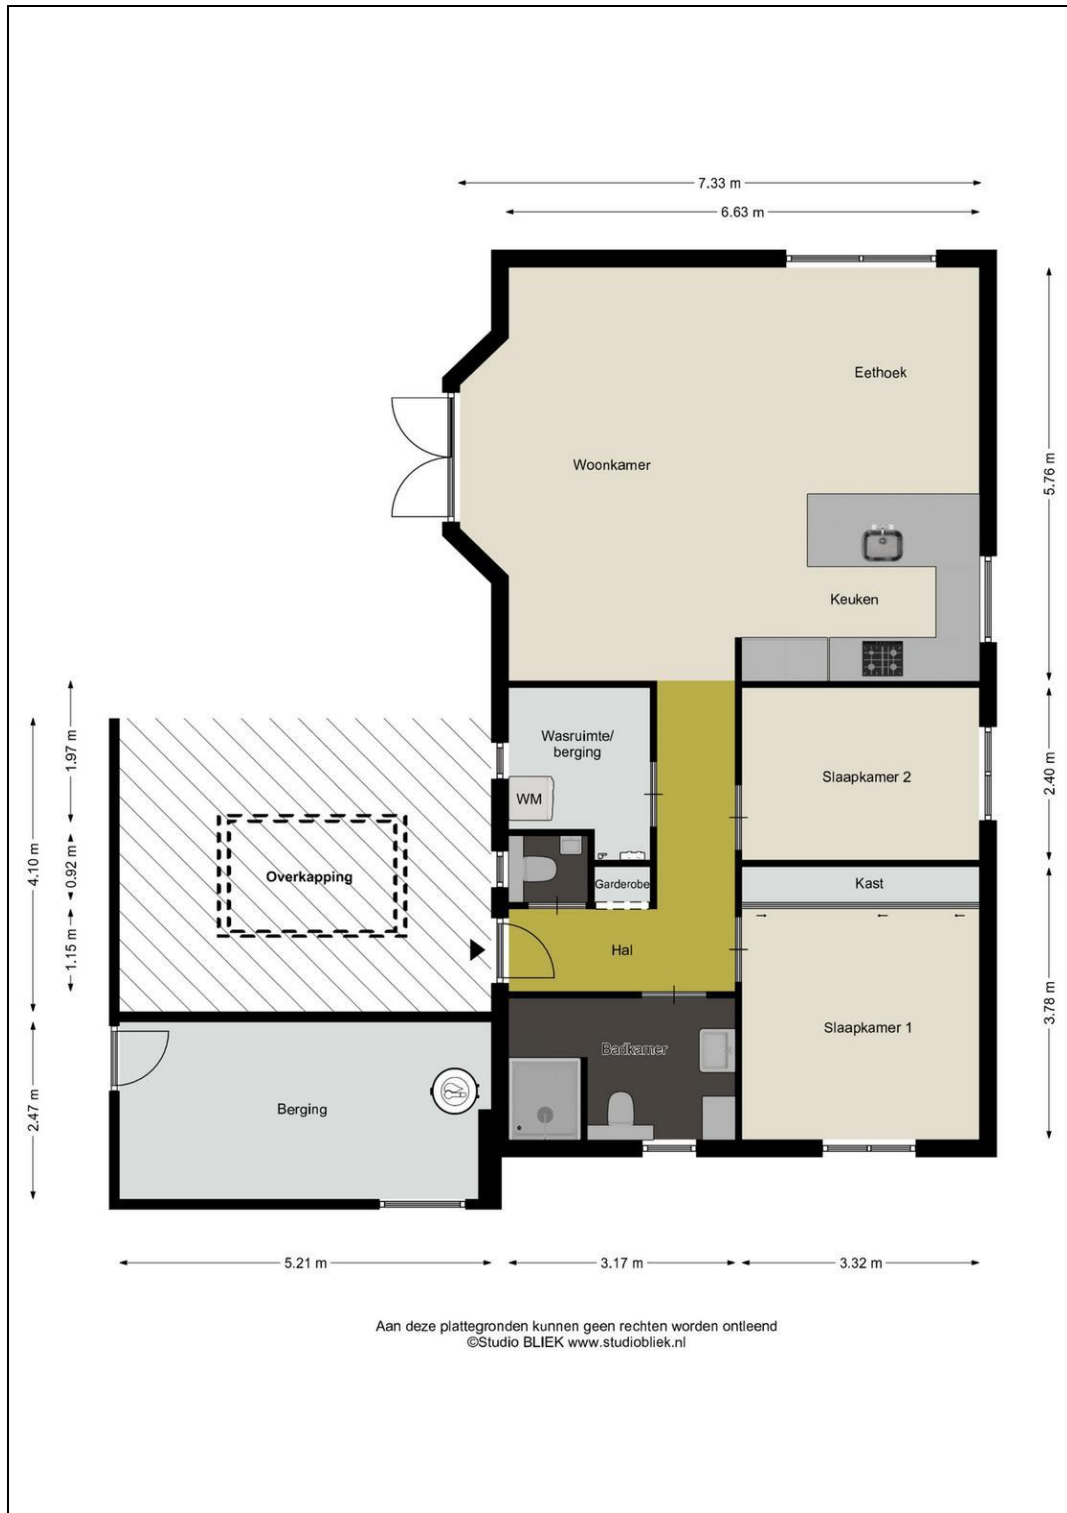 7.33 m
6.63 m
Eethoek
Woonkamer
5.76 m
Keuken
Wasruimte/
berging
1.97 m
WM
Slaapkamer 2
2.40 m
4.10 m
0.92 m
Overkapping
Garderobe
Kast
1.15 m
Hal
3.78 m
Slaapkamer 1
Badkamer
2.47 m
Berging
5.21 m
3.17 m
3.32 m
Aan deze plattegronden kunnen geen rechten worden ontleend
©Studio BLIEK www.studiobliek.nl